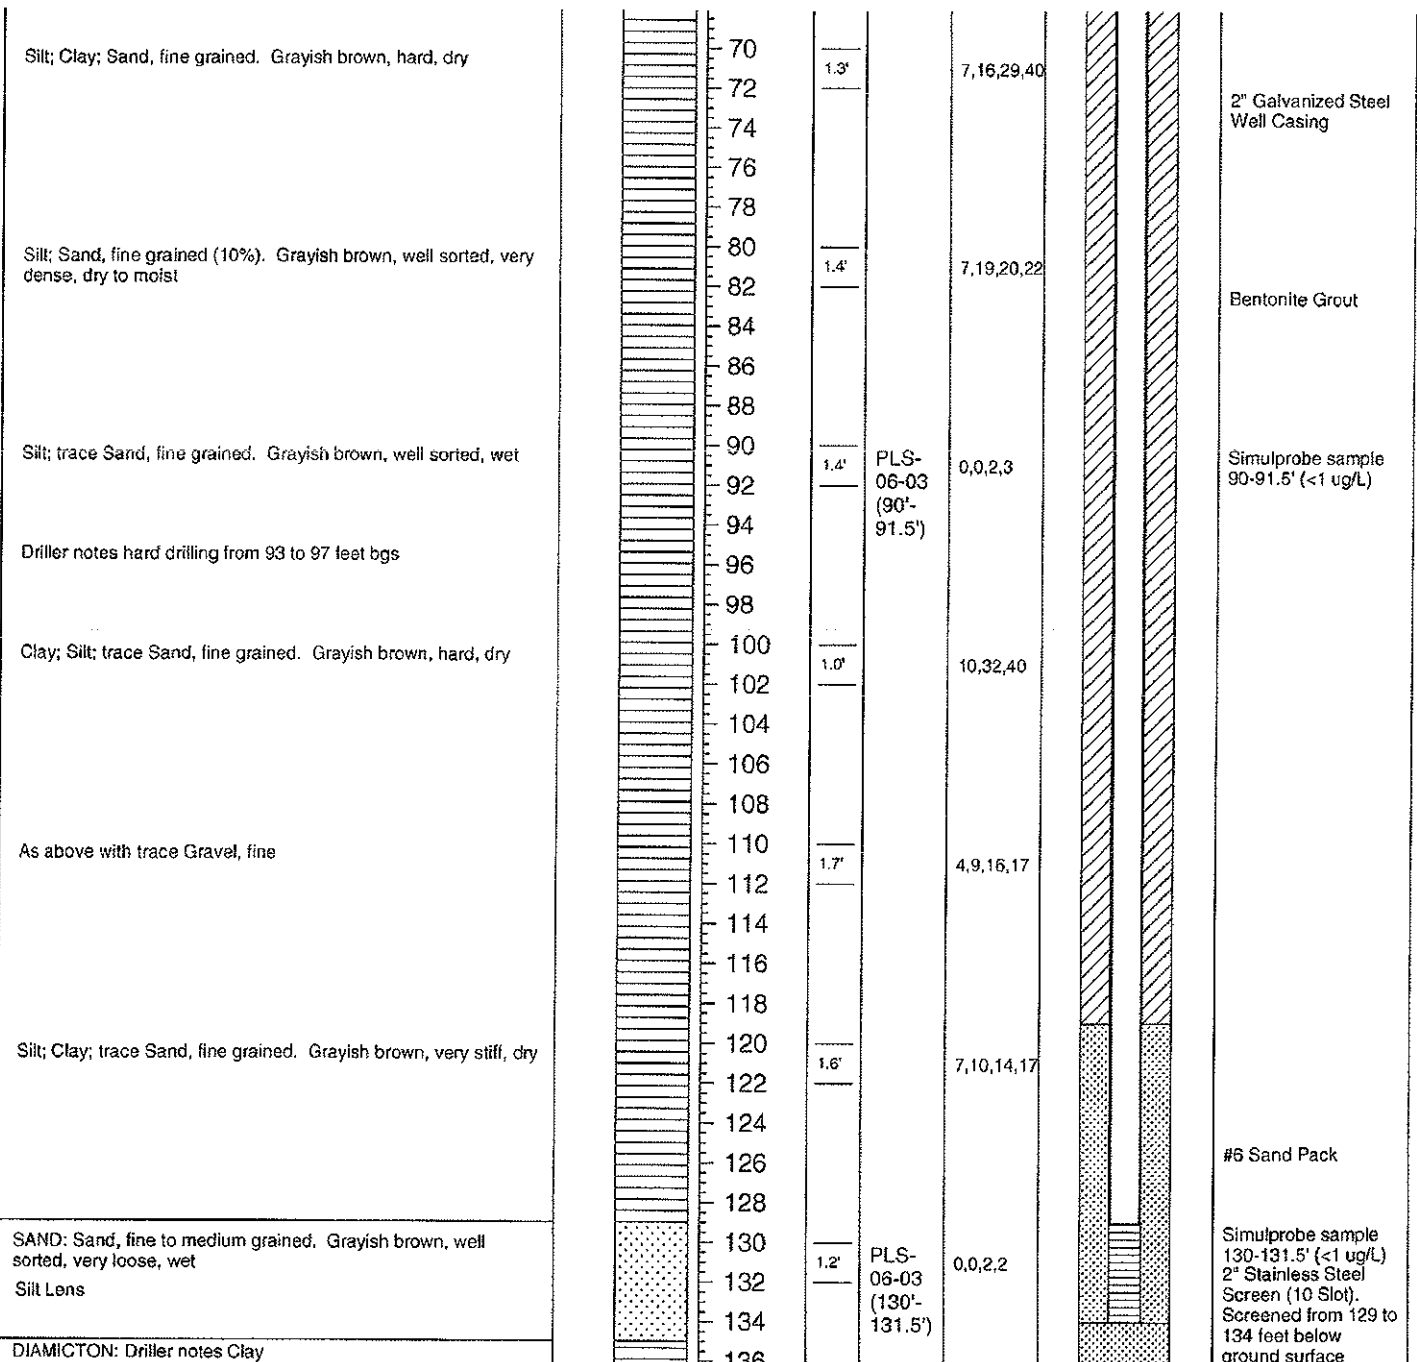 Silt; Clay; Sand, fine grained. Grayish brown, hard, dry
70
1.3'
7,16,29,40
72
2" Galvanized Steel
Well Casing
74
76
78
Silt; Sand, fine grained (10%). Grayish brown, well sorted, very
dense, dry to moist
80
1.4'
7,19,20,22
82
Bentonite Grout
84
86
88
Silt; trace Sand, fine grained. Grayish brown, well sorted, wet
90
1.4'
PLS-
06-03
(90'-
91.5')
0,0,2,3
Simulprobe sample
90-91.5' (<1 ug/L)
92
94
Driller notes hard drilling from 93 to 97 feet bgs
96
98
Clay; Silt; trace Sand, fine grained. Grayish brown, hard, dry
100
1.0'
10,32,40
102
104
106
108
As above with trace Gravel, fine
110
1.7'
4,9,16,17
112
114
116
118
Silt; Clay; trace Sand, fine grained. Grayish brown, very stiff, dry
120
1.6'
7,10,14,17
122
124
126
#6 Sand Pack
128
SAND: Sand, fine to medium grained. Grayish brown, well
sorted, very loose, wet
Silt Lens
130
1.2'
PLS-
06-03
(130'-
131.5')
0,0,2,2
132
134
Simulprobe sample
130-131.5' (<1 ug/L)
2" Stainless Steel
Screen (10 Slot).
Screened from 129 to
134 feet below
ground surface
DIAMICTON: Driller notes Clay
136